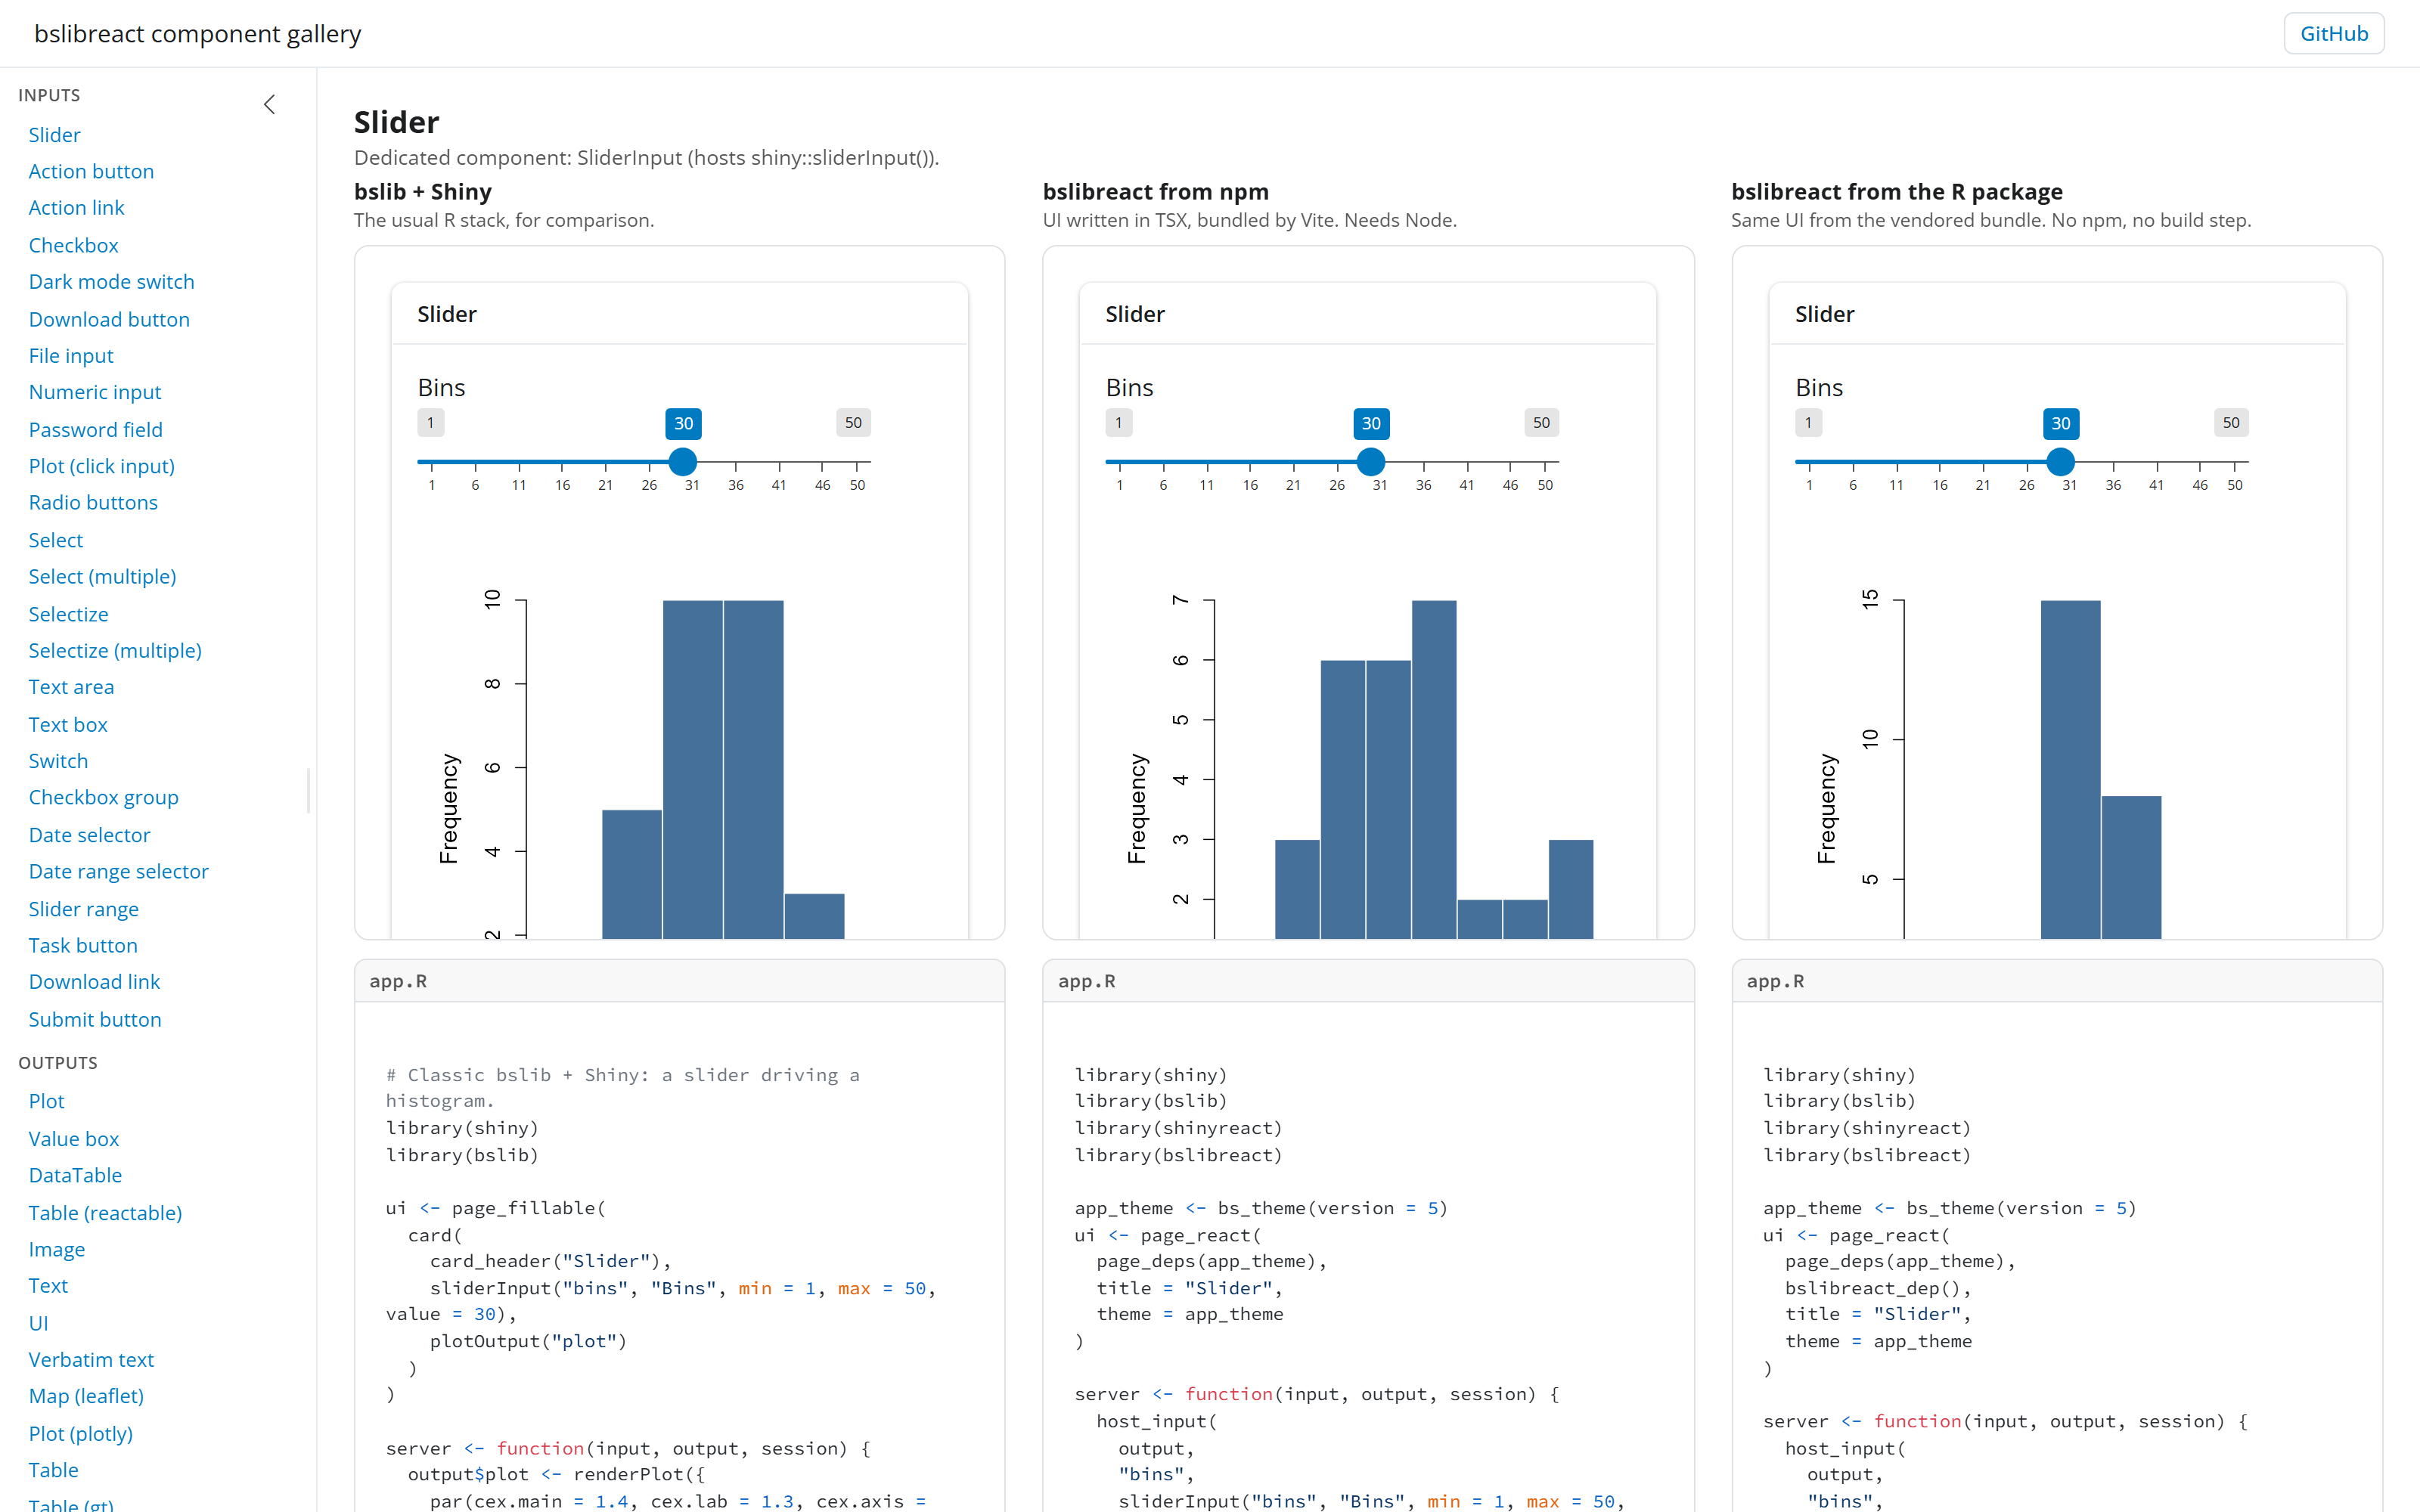 bslibreact component gallery
GitHub
INPUTS
Slider
Action button
Action link
Checkbox
Dark mode switch
Download button
File input
Numeric input
Password field
Plot (click input)
Radio buttons
Select
Select (multiple)
Selectize
Selectize (multiple)
Text area
Text box
Switch
Checkbox group
Date selector
Date range selector
Slider range
Task button
Download link
Submit button
OUTPUTS
Plot
Value box
DataTable
Table (reactable)
Image
Text
UI
Verbatim text
Map (leaflet)
Plot (plotly)
Table
Table (gt)
Slider
Dedicated component: SliderInput (hosts shiny::sliderInput()).
bslib + Shiny
The usual R stack, for comparison.
Slider
Bins
1 30 50
1 6 11 16 21 26 31 36 41 46 50
10
8
6
4
2
Frequency
app.R
# Classic bslib + Shiny: a slider driving a
histogram.
library(shiny)
library(bslib)
ui <- page_fillable(
card(
card_header("Slider"),
sliderInput("bins", "Bins", min = 1, max = 50,
value = 30),
plotOutput("plot")
)
)
server <- function(input, output, session) {
output$plot <- renderPlot({
par(cex.main = 1.4, cex.lab = 1.3, cex.axis =
bslibreact from npm
UI written in TSX, bundled by Vite. Needs Node.
Slider
Bins
1 30 50
1 6 11 16 21 26 31 36 41 46 50
7
6
5
4
3
2
Frequency
app.R
library(shiny)
library(bslib)
library(shinyreact)
library(bslibreact)
app_theme <- bs_theme(version = 5)
ui <- page_react(
page_deps(app_theme),
title = "Slider",
theme = app_theme
)
server <- function(input, output, session) {
host_input(
output,
"bins",
sliderInput("bins", "Bins", min = 1, max = 50,
bslibreact from the R package
Same UI from the vendored bundle. No npm, no build step.
Slider
Bins
1 30 50
1 6 11 16 21 26 31 36 41 46 50
15
10
5
Frequency
app.R
library(shiny)
library(bslib)
library(shinyreact)
library(bslibreact)
app_theme <- bs_theme(version = 5)
ui <- page_react(
page_deps(app_theme),
bslibreact_dep(),
title = "Slider",
theme = app_theme
)
server <- function(input, output, session) {
host_input(
output,
"bins",